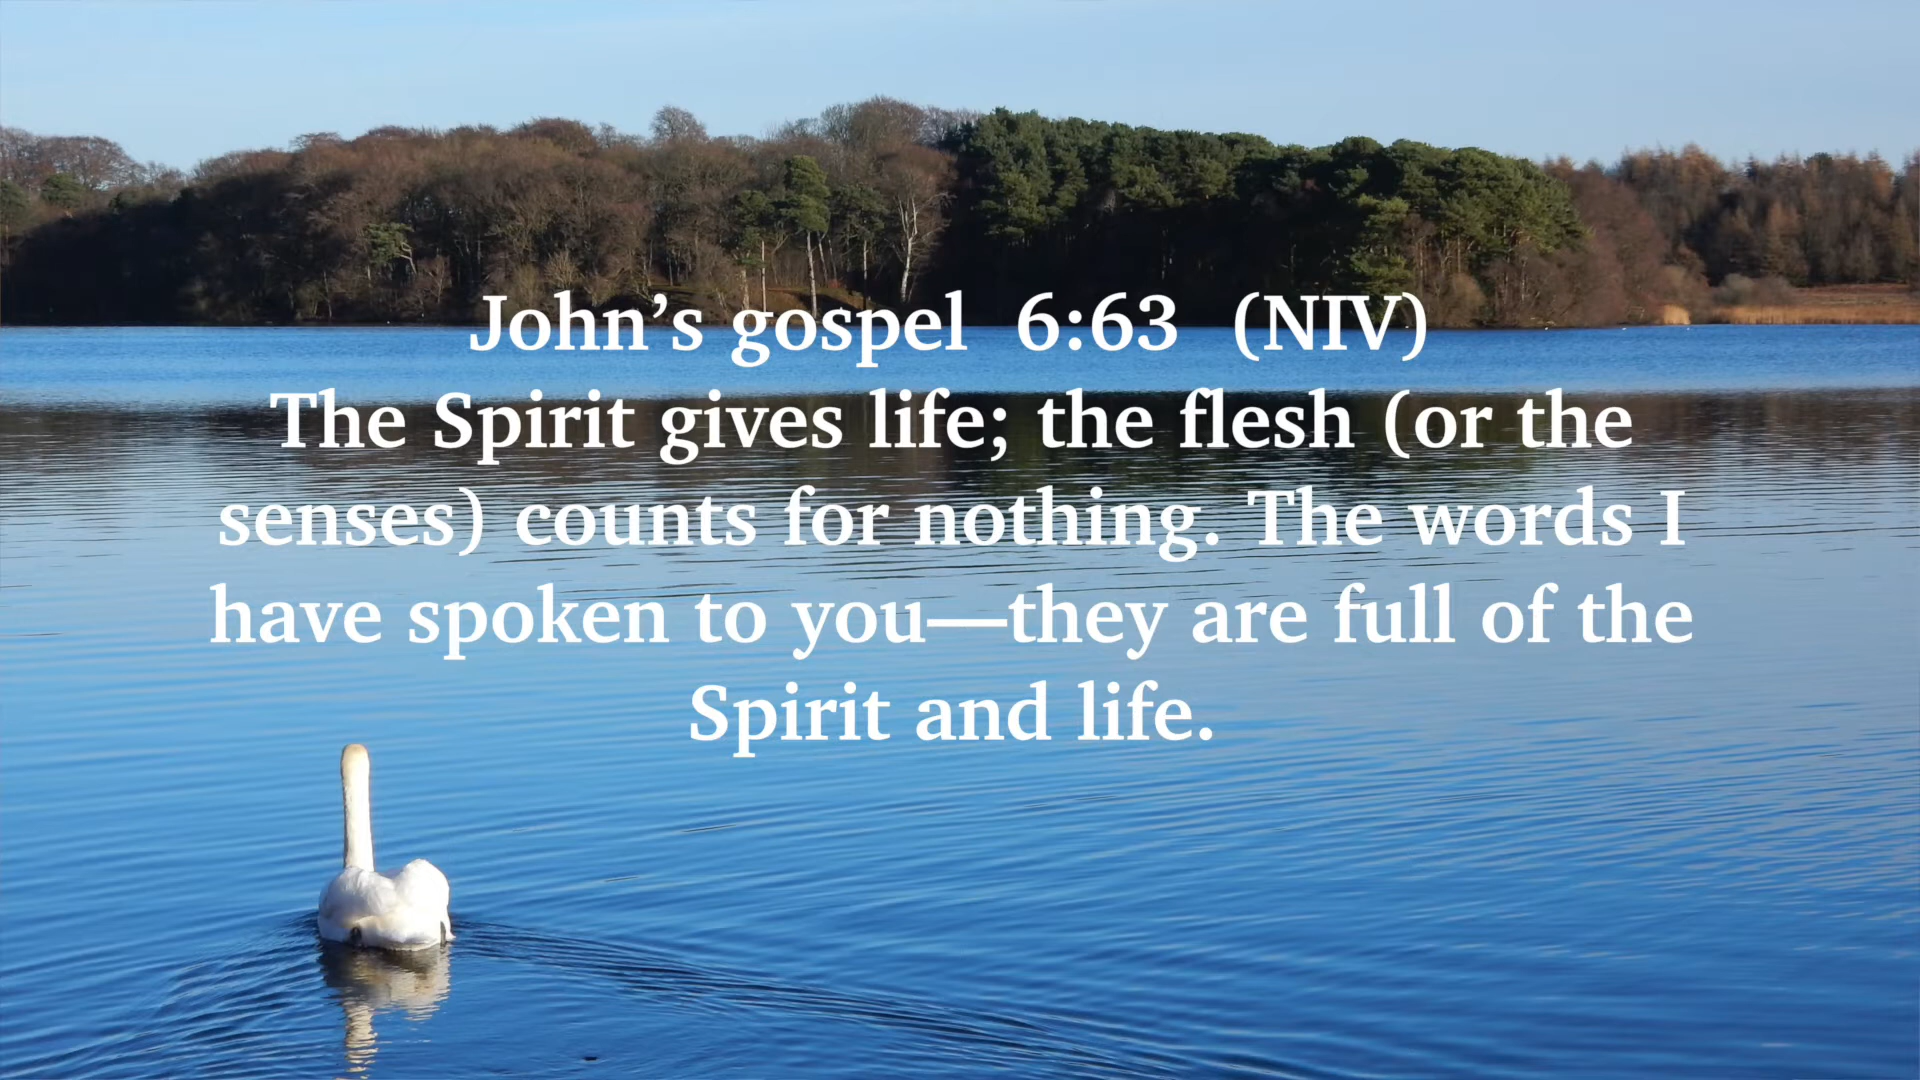 John’s gospel 6:63 (NIV)
The Spirit gives life; the flesh (or the
senses) counts for nothing. The words I
have spoken to you—they are full of the
Spirit and life.